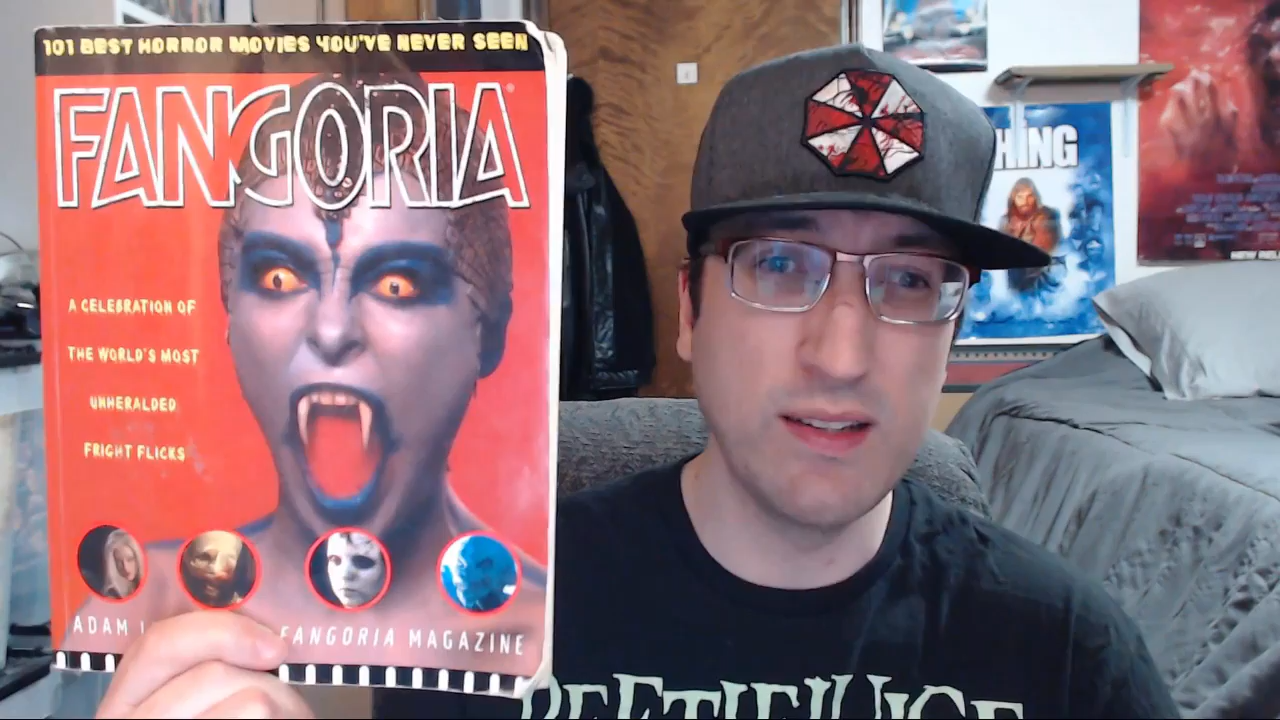 101 BEST HORROR MOVIES YOU'VE NEVER SEEN
FANGORIA
A CELEBRATION OF
THE WORLD'S MOST
UNHERALDED
FRIGHT FLICKS
ADAM
FANGORIA MAGAZINE
HING
BEETLEJUICE